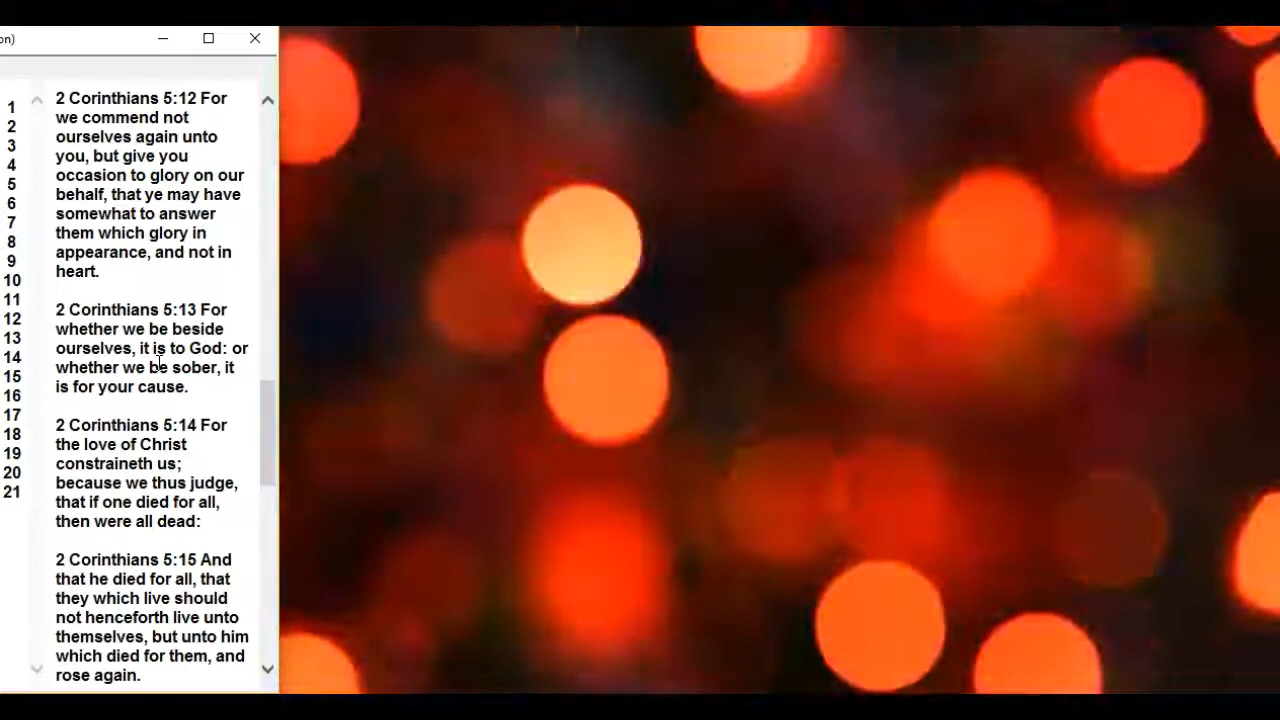 on)
1
2
3
4
5
6
7
8
9
10
11
12
13
14
15
16
17
18
19
20
21
2 Corinthians 5:12 For
we commend not
ourselves again unto
you, but give you
occasion to glory on our
behalf, that ye may have
somewhat to answer
them which glory in
appearance, and not in
heart.
2 Corinthians 5:13 For
whether we be beside
ourselves, it is to God: or
whether we be sober, it
is for your cause.
2 Corinthians 5:14 For
the love of Christ
constraineth us;
because we thus judge,
that if one died for all,
then were all dead:
2 Corinthians 5:15 And
that he died for all, that
they which live should
not henceforth live unto
themselves, but unto him
which died for them, and
rose again.